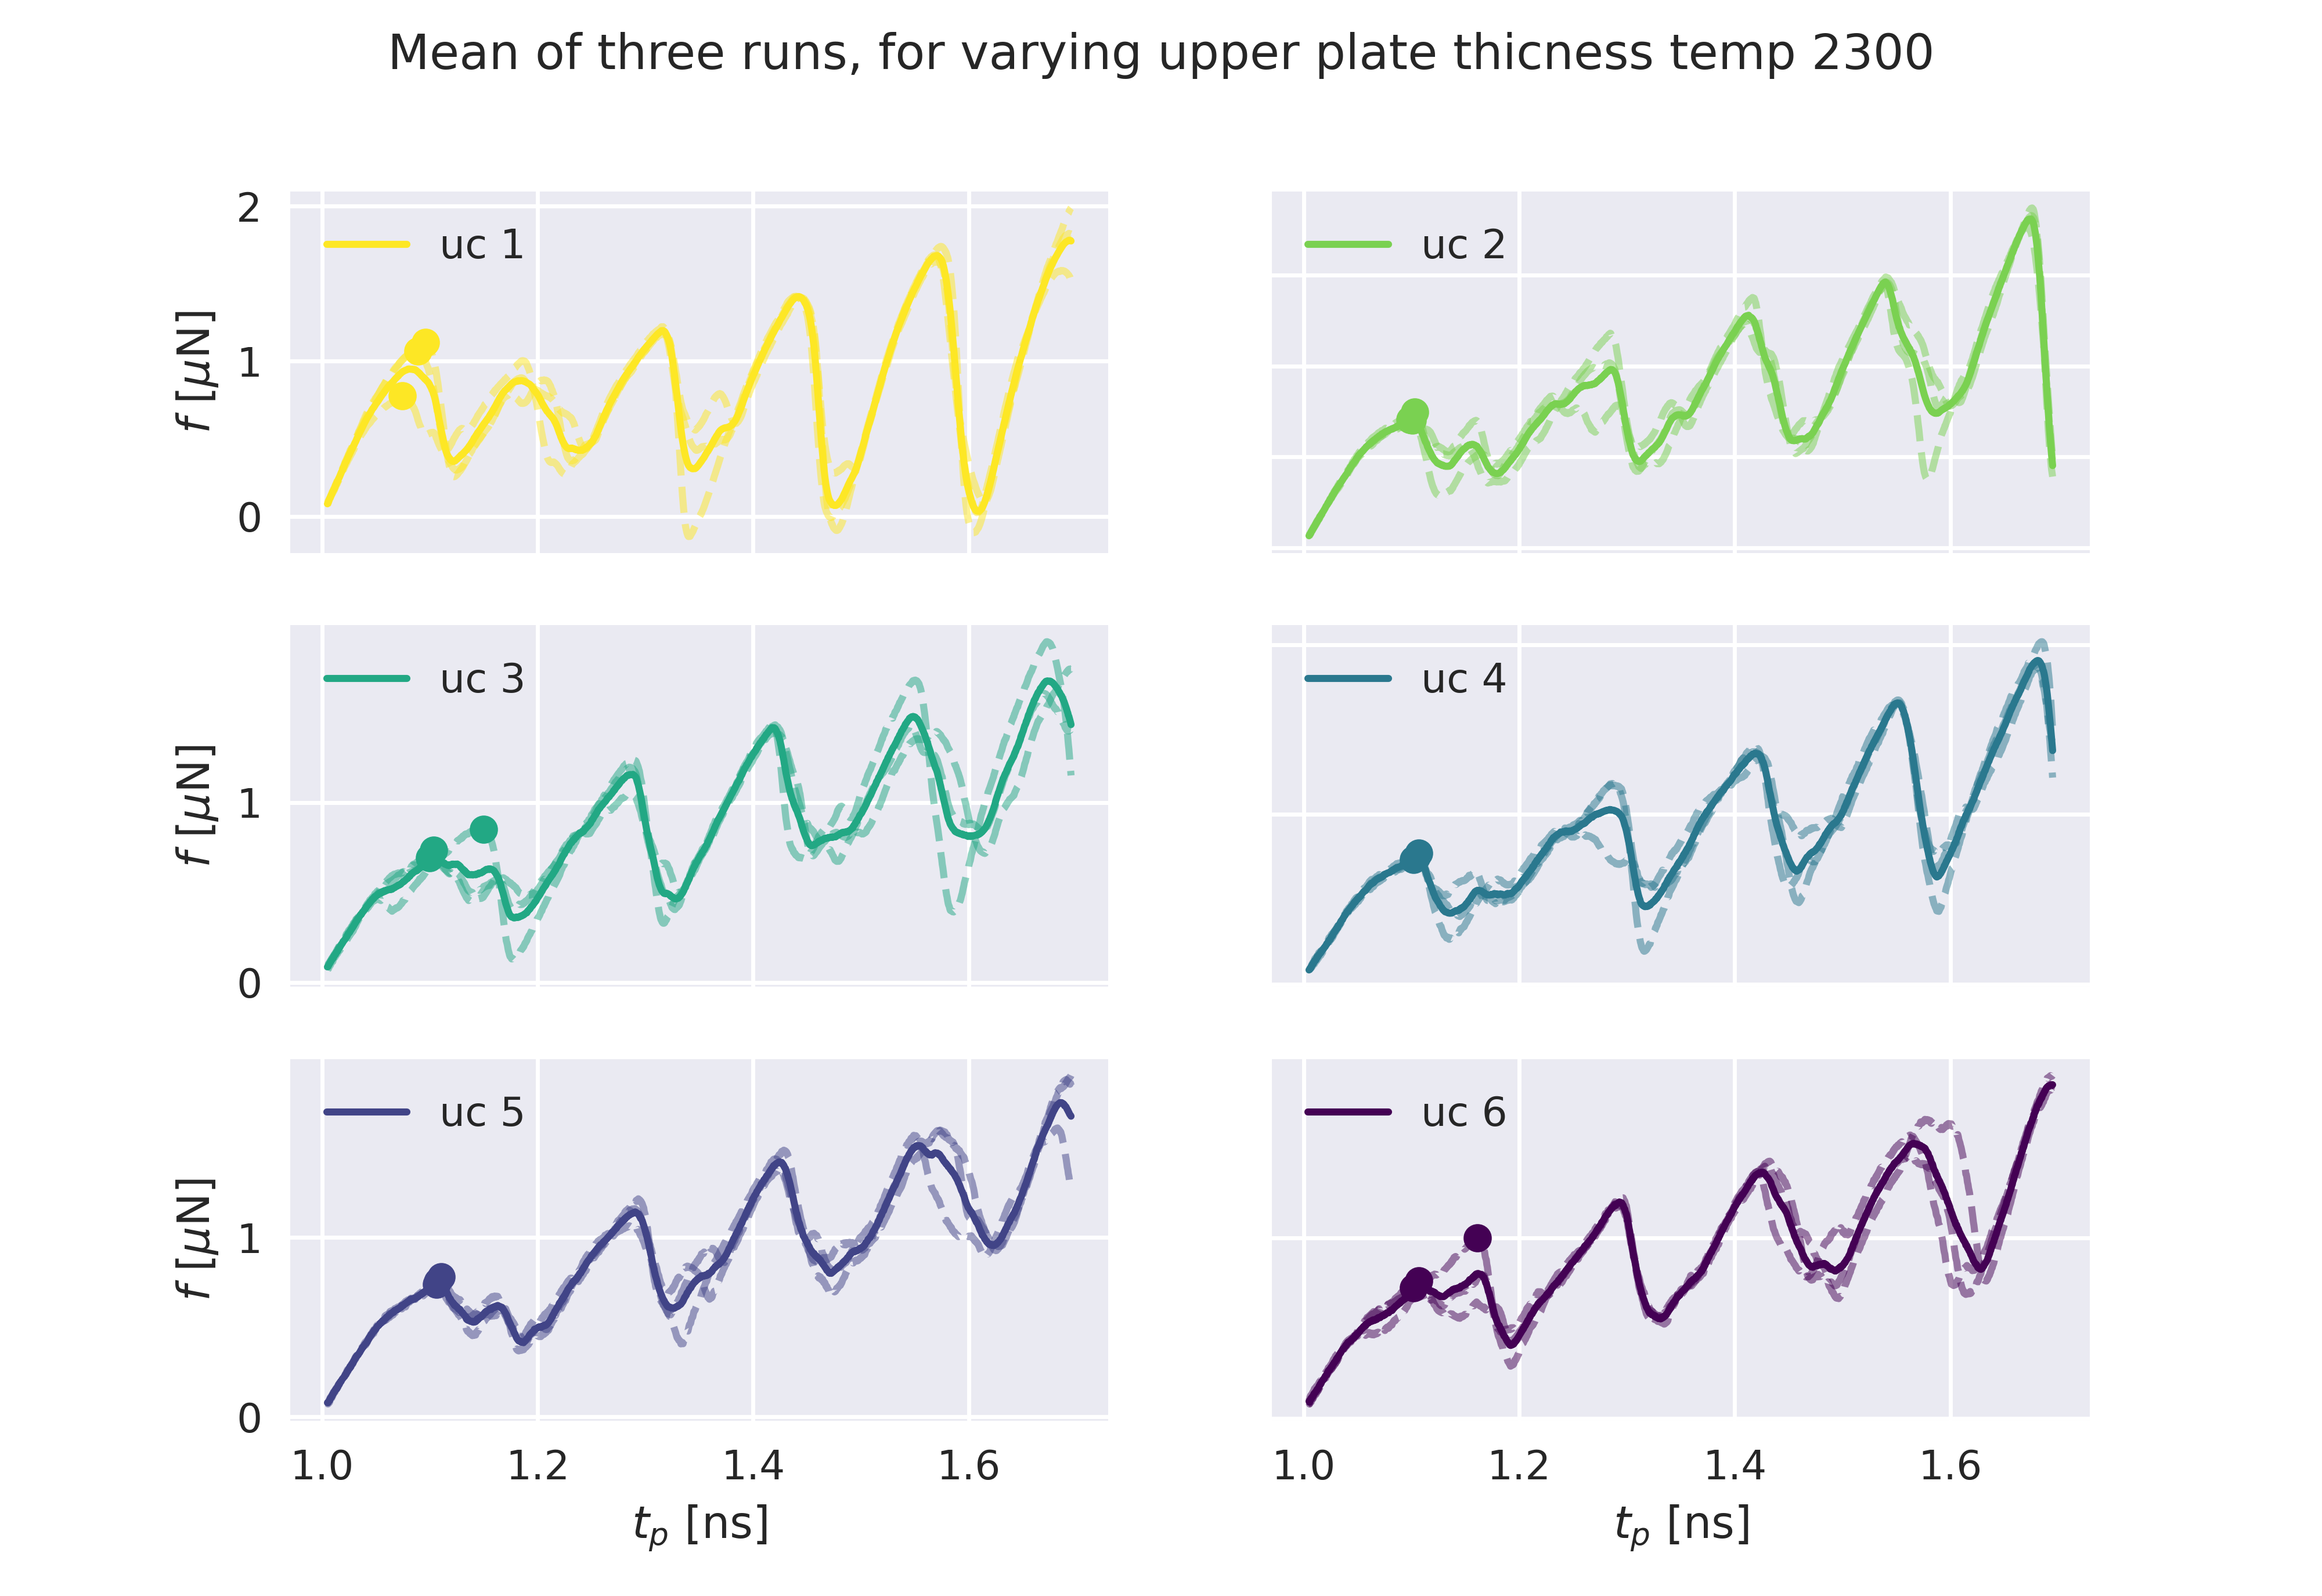 Mean of three runs, for varying upper plate thicness temp 2300
2
1
0
f [μN]
uc 1
uc 2
1
0
f [μN]
uc 3
uc 4
1
0
f [μN]
uc 5
uc 6
1.0 1.2 1.4 1.6
1.0 1.2 1.4 1.6
t_p [ns]
t_p [ns]